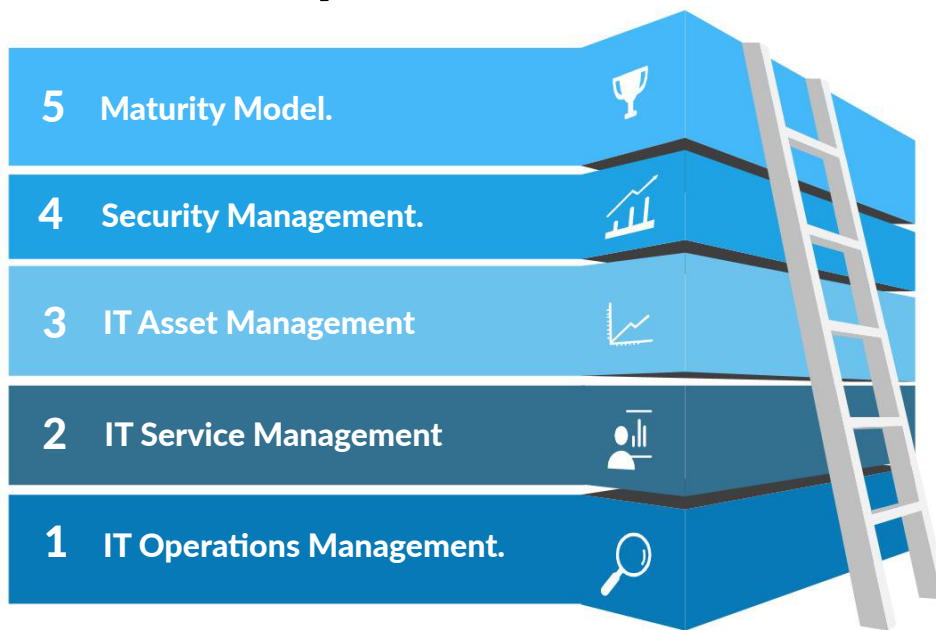 5 Maturity Model.
4 Security Management.
3 IT Asset Management
2 IT Service Management
1 IT Operations Management.